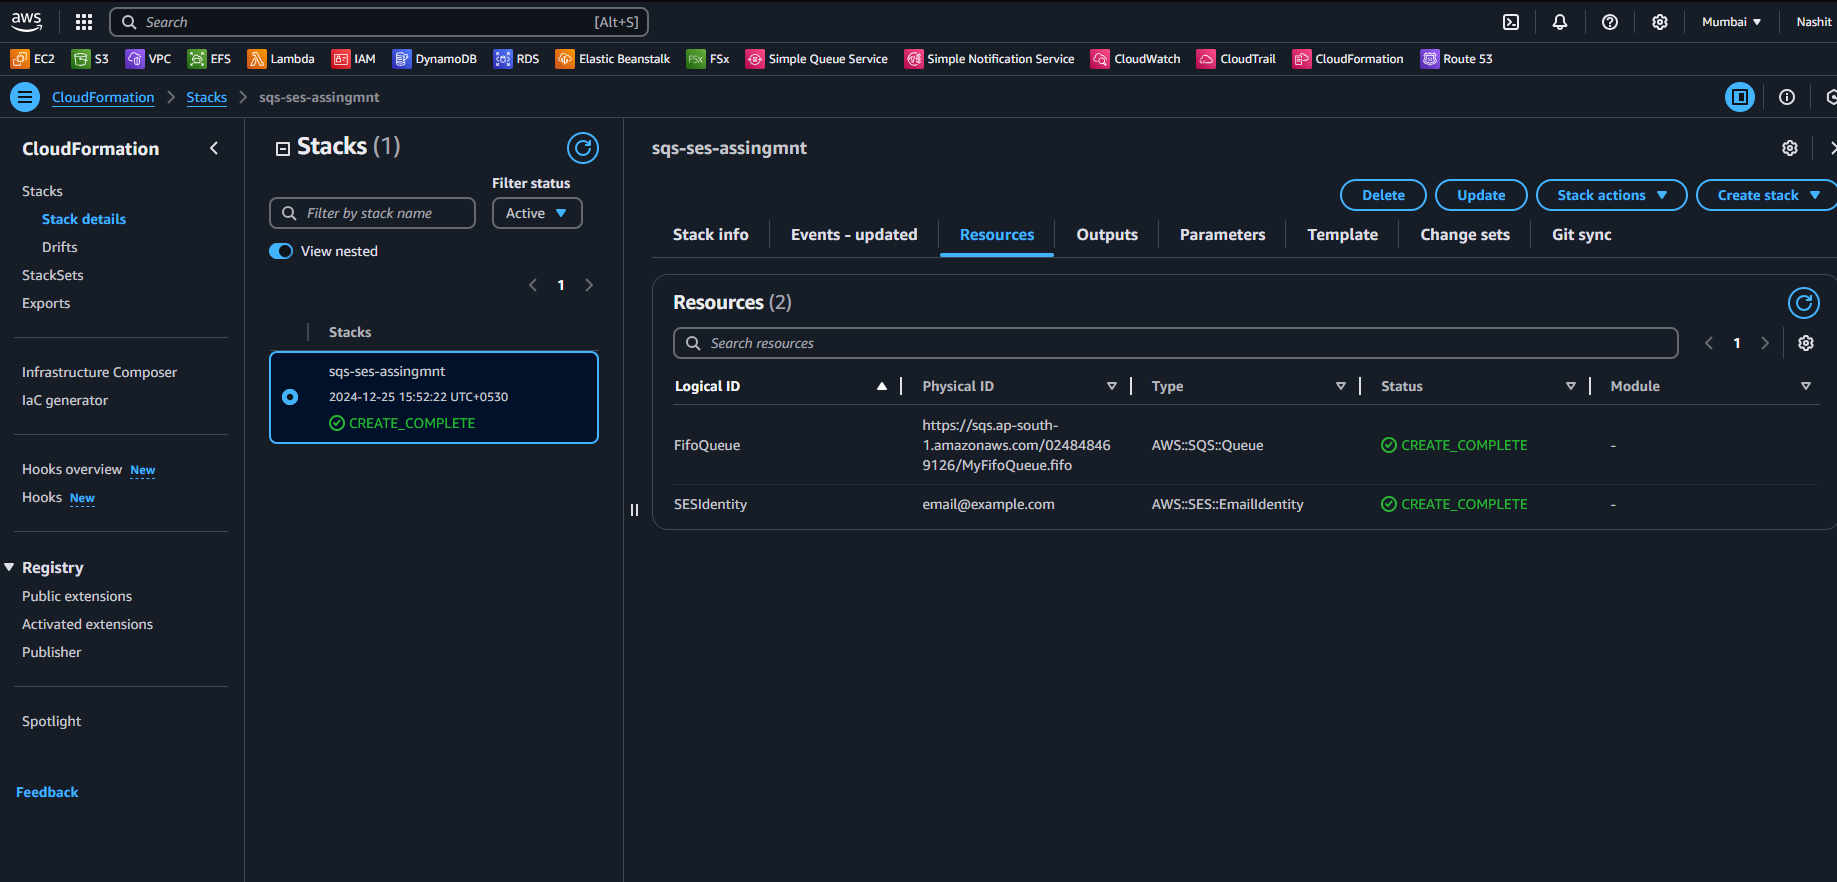 aws
Search [Alt+S]
Mumbai Nashit
EC2 S3 VPC EFS Lambda IAM DynamoDB RDS Elastic Beanstalk FSx Simple Queue Service Simple Notification Service CloudWatch CloudTrail CloudFormation Route 53
CloudFormation Stacks sqs-ses-assingmnt
CloudFormation
Stacks
Stack details
Drifts
StackSets
Exports
Infrastructure Composer
IaC generator
Hooks overview New
Hooks New
Registry
Public extensions
Activated extensions
Publisher
Spotlight
Feedback
Stacks (1)
Filter status
Filter by stack name
Active
View nested
1
Stacks
sqs-ses-assingmnt
2024-12-25 15:52:22 UTC+0530
CREATE_COMPLETE
sqs-ses-assingmnt
Delete Update Stack actions Create stack
Stack info Events - updated Resources Outputs Parameters Template Change sets Git sync
Resources (2)
Search resources
1
Logical ID Physical ID Type Status Module
FifoQueue https://sqs.ap-south-
1.amazonaws.com/02484846 AWS::SQS::Queue CREATE_COMPLETE -
9126/MyFifoQueue.fifo
SESIdentity email@example.com AWS::SES::EmailIdentity CREATE_COMPLETE -